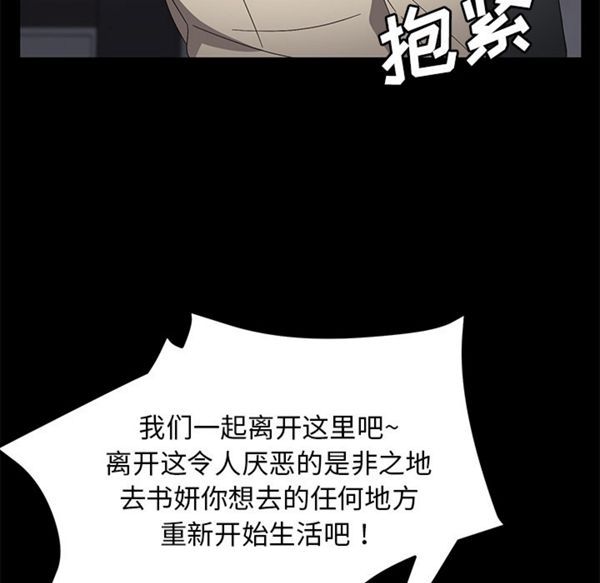 抱紧
我们一起离开这里吧~
离开这令人厌恶的是非之地
去书妍你想去的任何地方
重新开始生活吧！